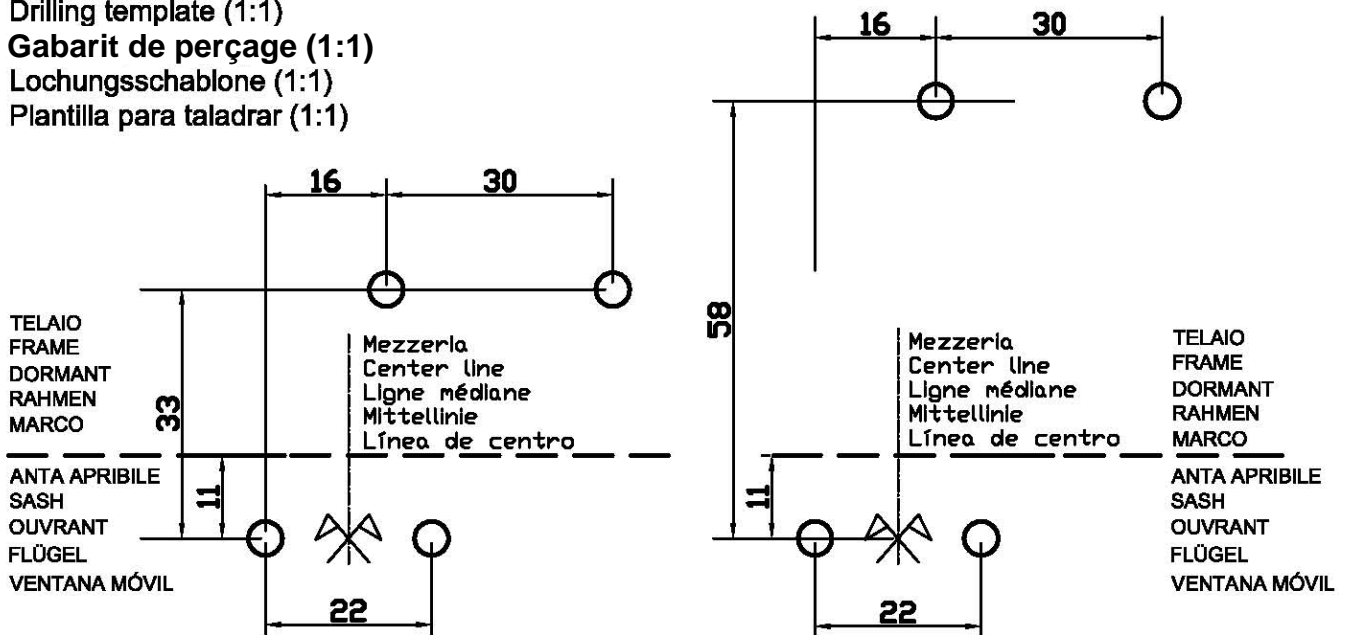 Drilling template (1:1)
Gabarit de perçage (1:1)
Lochungsschablone (1:1)
Plantilla para taladrar (1:1)
16
30
TELAIO
FRAME
DORMANT
RAHMEN
MARCO
33
Mezzeria
Center line
Ligne médiane
Mittellinie
Línea de centro
ANTA APRIBILE
SASH
OUVRANT
FLÜGEL
VENTANA MÓVIL
11
22
16
30
58
Mezzeria
Center line
Ligne médiane
Mittellinie
Línea de centro
TELAIO
FRAME
DORMANT
RAHMEN
MARCO
11
ANTA APRIBILE
SASH
OUVRANT
FLÜGEL
VENTANA MÓVIL
22